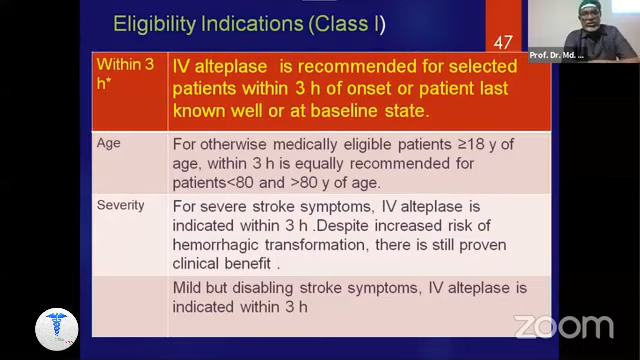 Eligibility Indications (Class I)
47
Prof. Dr. Md. ...
Within 3
h*
IV alteplase is recommended for selected
patients within 3 h of onset or patient last
known well or at baseline state.
Age
For otherwise medically eligible patients ≥18 y of
age, within 3 h is equally recommended for
patients<80 and >80 y of age.
Severity
For severe stroke symptoms, IV alteplase is
indicated within 3 h .Despite increased risk of
hemorrhagic transformation, there is still proven
clinical benefit .
Mild but disabling stroke symptoms, IV alteplase is
indicated within 3 h
zoom